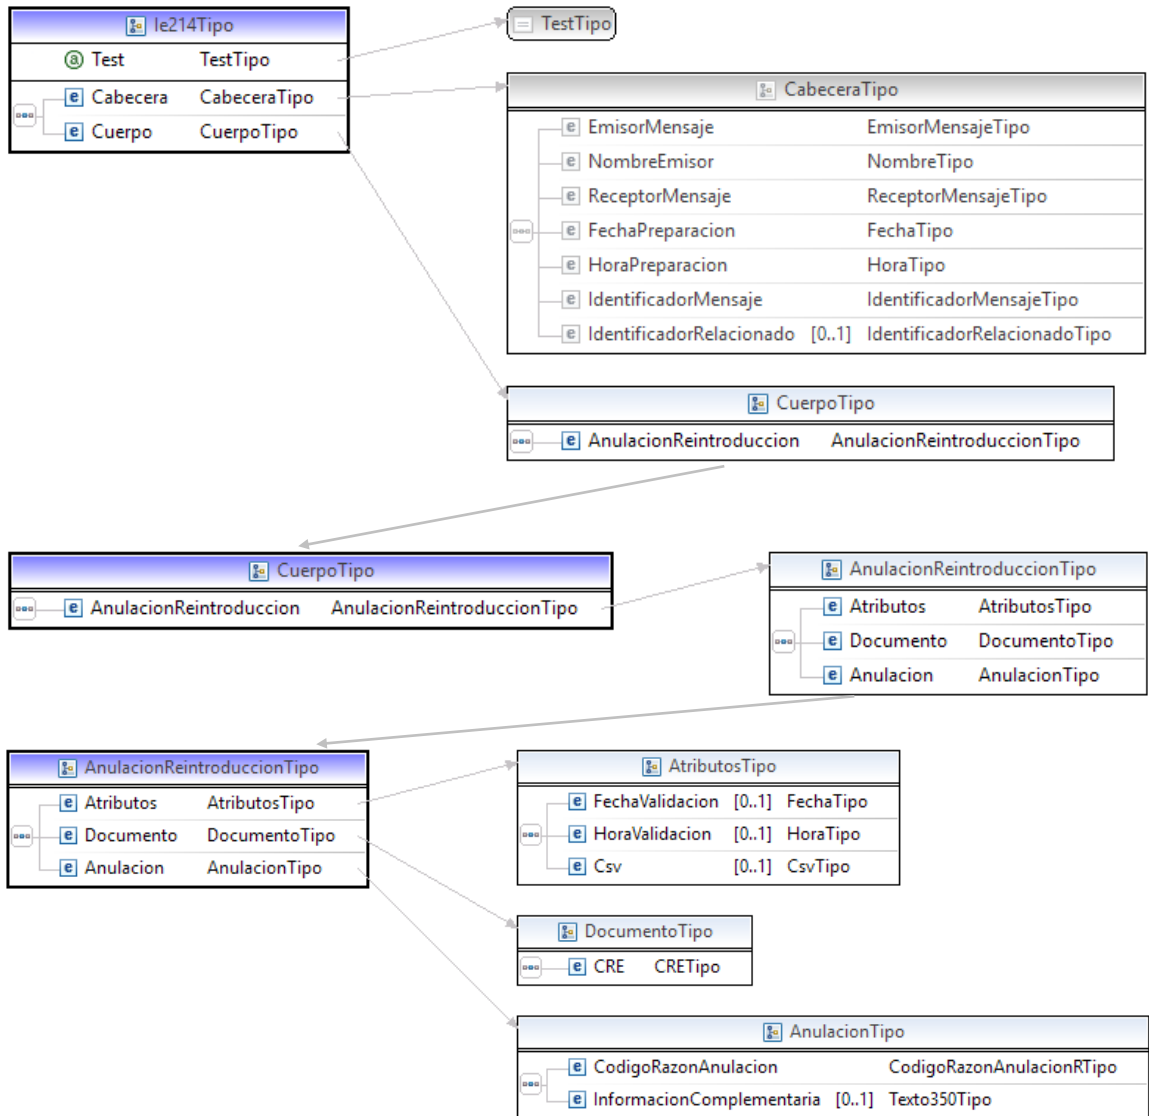 Ie214Tipo
Test TestTipo
Cabecera CabeceraTipo
Cuerpo CuerpoTipo
TestTipo
CabeceraTipo
EmisorMensaje EmisorMensajeTipo
NombreEmisor NombreTipo
ReceptorMensaje ReceptorMensajeTipo
FechaPreparacion FechaTipo
HoraPreparacion HoraTipo
IdentificadorMensaje IdentificadorMensajeTipo
IdentificadorRelacionado [0..1] IdentificadorRelacionadoTipo
CuerpoTipo
AnulacionReintroduccion AnulacionReintroduccionTipo
CuerpoTipo
AnulacionReintroduccion AnulacionReintroduccionTipo
AnulacionReintroduccionTipo
Atributos AtributosTipo
Documento DocumentoTipo
Anulacion AnulacionTipo
AnulacionReintroduccionTipo
Atributos AtributosTipo
Documento DocumentoTipo
Anulacion AnulacionTipo
AtributosTipo
FechaValidacion [0..1] FechaTipo
HoraValidacion [0..1] HoraTipo
Csv [0..1] CsvTipo
DocumentoTipo
CRE CRETipo
AnulacionTipo
CodigoRazonAnulacion CodigoRazonAnulacionRTipo
InformacionComplementaria [0..1] Texto350Tipo